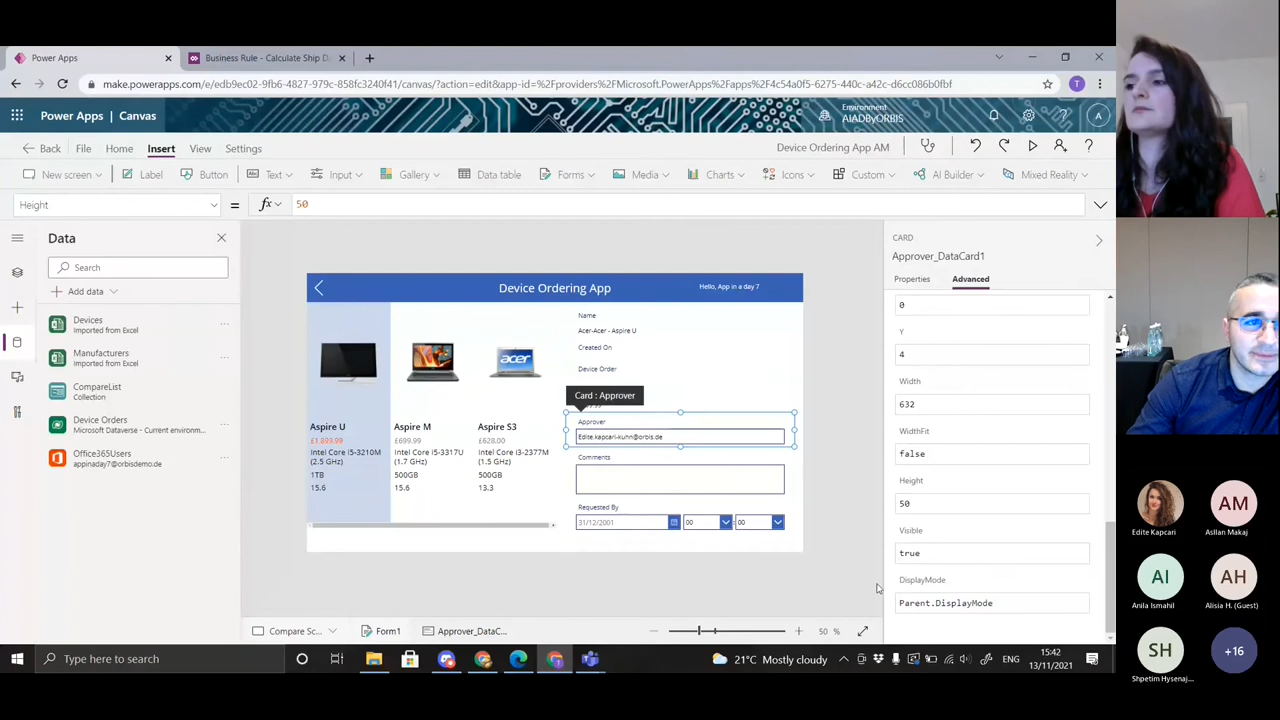 Power Apps
Business Rule - Calculate Ship D
make.powerapps.com/e/edb9ec02-9fb6-4827-979c-858fc3240f41/canvas/?action=edit&app-id=%2Fproviders%2FMicrosoft.PowerApps%2Fapps%2F4c54a0f5-6275-440c-a42c-d6cc086b0fbf
T
Power Apps | Canvas
Environment
AIADByORBIS
A
Back File Home Insert View Settings
Device Ordering App AM
New screen Label Button Text Input Gallery Data table Forms Media Charts Icons Custom AI Builder Mixed Reality
Height = fx 50
Data
Search
Add data
Devices
Imported from Excel
Manufacturers
Imported from Excel
CompareList
Collection
Device Orders
Microsoft Dataverse - Current environm...
Office365Users
appinaday7@orbisdemo.de
Device Ordering App
Hello, App in a day 7
acer
Aspire U
£1,899.99
Intel Core i5-3210M
(2.5 GHz)
1TB
15.6
Aspire M
£699.99
Intel Core i5-3317U
(1.7 GHz)
500GB
15.6
Aspire S3
£628.00
Intel Core i3-2377M
(1.5 GHz)
500GB
13.3
Name
Acer-Acer - Aspire U
Created On
Device Order
Card : Approver
Approver
Edite.kapcari-kuhn@orbis.de
Comments
Requested By
31/12/2001 00 : 00
CARD
Approver_DataCard1
Properties Advanced
0
Y
4
Width
632
WidthFit
false
Height
50
Visible
true
DisplayMode
Parent.DisplayMode
Compare Sc... Form1 Approver_DataC...
50 %
Type here to search
21°C Mostly cloudy
ENG
15:42
13/11/2021
Edite Kapcari
AM
Asllan Makaj
AI
Anila Ismahil
AH
Alisia H. (Guest)
SH
Shpetim Hysenaj...
+16